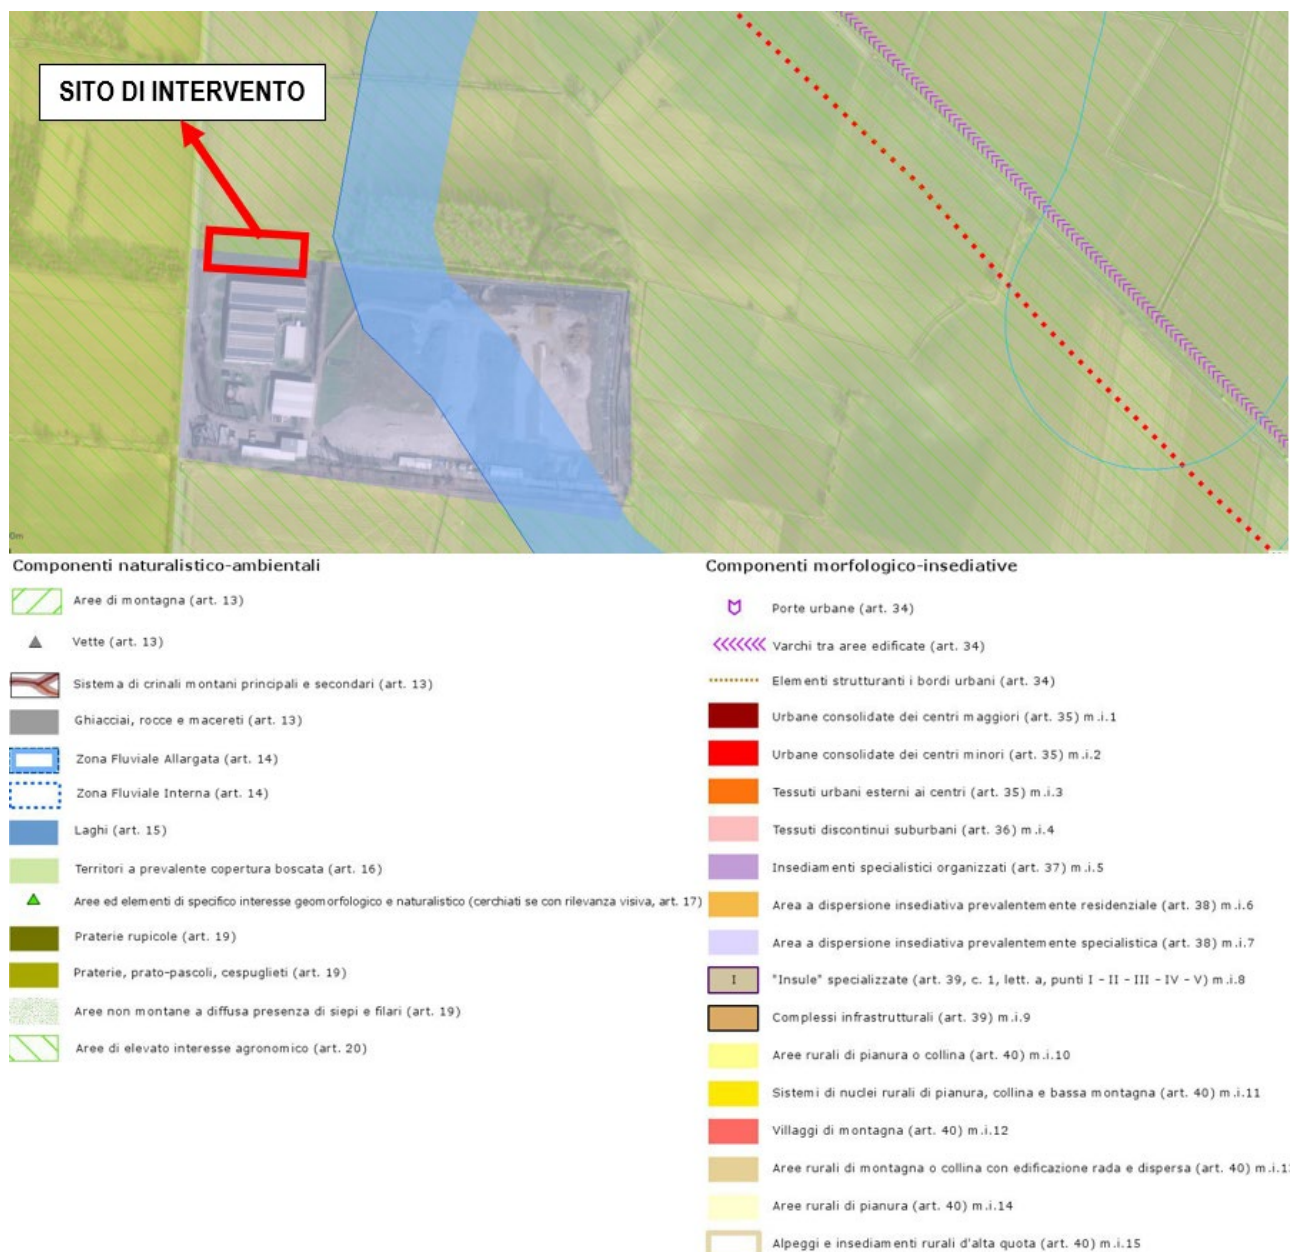 SITO DI INTERVENTO
0m
Componenti naturalistico-ambientali
Aree di montagna (art. 13)
Vette (art. 13)
Sistema di crinali montani principali e secondari (art. 13)
Ghiacciai, rocce e macereti (art. 13)
Zona Fluviale Allargata (art. 14)
Zona Fluviale Interna (art. 14)
Laghi (art. 15)
Territori a prevalente copertura boscata (art. 16)
Aree ed elementi di specifico interesse geomorfologico e naturalistico (cerchiati se con rilevanza visiva, art. 17)
Praterie rupicole (art. 19)
Praterie, prato-pascoli, cespuglieti (art. 19)
Aree non montane a diffusa presenza di siepi e filari (art. 19)
Aree di elevato interesse agronomico (art. 20)
Componenti morfologico-insediative
Porte urbane (art. 34)
Varchi tra aree edificate (art. 34)
Elementi strutturanti i bordi urbani (art. 34)
Urbane consolidate dei centri maggiori (art. 35) m.i.1
Urbane consolidate dei centri minori (art. 35) m.i.2
Tessuti urbani esterni ai centri (art. 35) m.i.3
Tessuti discontinui suburbani (art. 36) m.i.4
Insediamenti specialistici organizzati (art. 37) m.i.5
Area a dispersione insediativa prevalentemente residenziale (art. 38) m.i.6
Area a dispersione insediativa prevalentemente specialistica (art. 38) m.i.7
I "Insule" specializzate (art. 39, c. 1, lett. a, punti I - II - III - IV - V) m.i.8
Complessi infrastrutturali (art. 39) m.i.9
Aree rurali di pianura o collina (art. 40) m.i.10
Sistemi di nuclei rurali di pianura, collina e bassa montagna (art. 40) m.i.11
Villaggi di montagna (art. 40) m.i.12
Aree rurali di montagna o collina con edificazione rada e dispersa (art. 40) m.i.1
Aree rurali di pianura (art. 40) m.i.14
Alpeggi e insediamenti rurali d'alta quota (art. 40) m.i.15